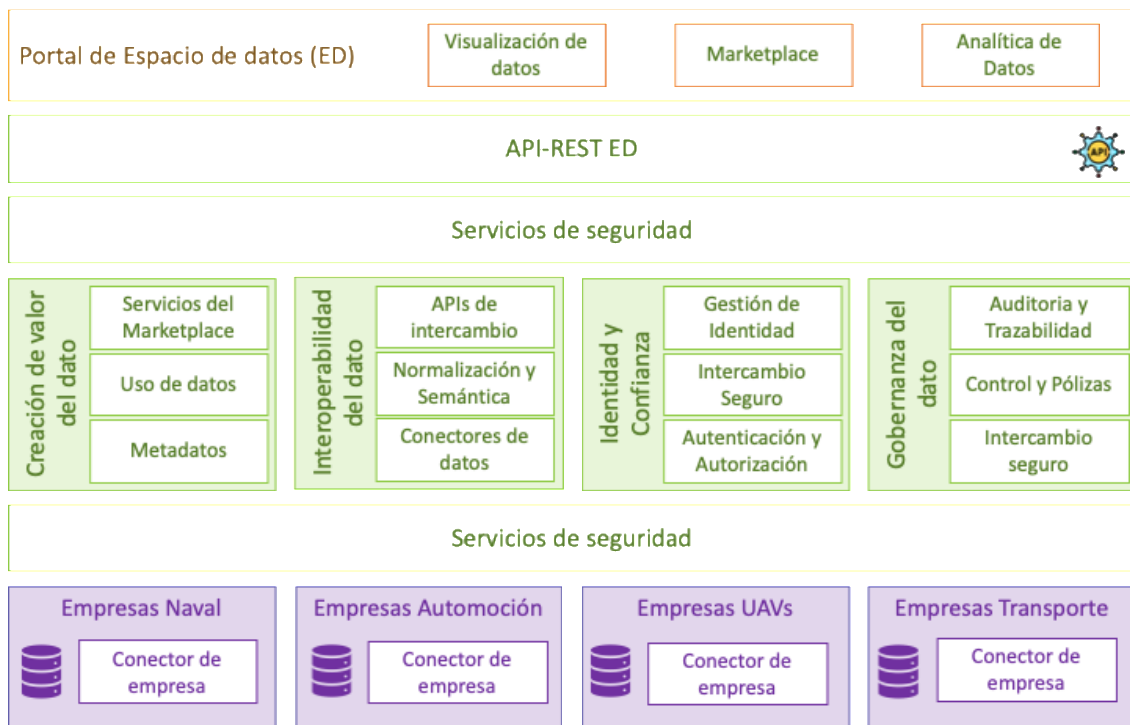 Portal de Espacio de datos (ED)
Visualización de
datos
Marketplace
Analítica de
Datos
API-REST ED
API
Servicios de seguridad
Creación de valor
del dato
Servicios del
Marketplace
Uso de datos
Metadatos
Interoperabilidad
del dato
APIs de
intercambio
Normalización y
Semántica
Conectores de
datos
Identidad y
Confianza
Gestión de
Identidad
Intercambio
Seguro
Autenticación y
Autorización
Gobernanza del
dato
Auditoria y
Trazabilidad
Control y Pólizas
Intercambio
seguro
Servicios de seguridad
Empresas Naval
Conector de
empresa
Empresas Automoción
Conector de
empresa
Empresas UAVs
Conector de
empresa
Empresas Transporte
Conector de
empresa